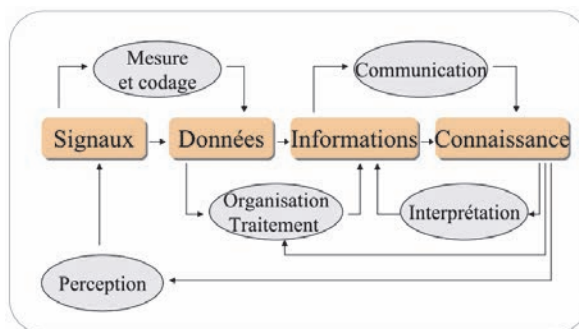 Mesure
et codage
Communication
Signaux
Données
Informations
Connaissance
Organisation
Traitement
Interprétation
Perception